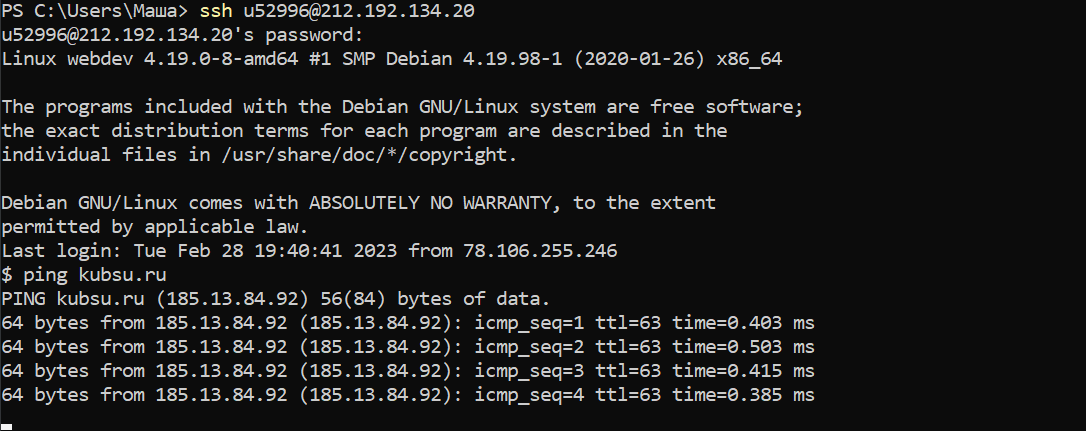 PS C:\Users\Маша> ssh u52996@212.192.134.20
u52996@212.192.134.20's password:
Linux webdev 4.19.0-8-amd64 #1 SMP Debian 4.19.98-1 (2020-01-26) x86_64
The programs included with the Debian GNU/Linux system are free software;
the exact distribution terms for each program are described in the
individual files in /usr/share/doc/*/copyright.
Debian GNU/Linux comes with ABSOLUTELY NO WARRANTY, to the extent
permitted by applicable law.
Last login: Tue Feb 28 19:40:41 2023 from 78.106.255.246
$ ping kubsu.ru
PING kubsu.ru (185.13.84.92) 56(84) bytes of data.
64 bytes from 185.13.84.92 (185.13.84.92): icmp_seq=1 ttl=63 time=0.403 ms
64 bytes from 185.13.84.92 (185.13.84.92): icmp_seq=2 ttl=63 time=0.503 ms
64 bytes from 185.13.84.92 (185.13.84.92): icmp_seq=3 ttl=63 time=0.415 ms
64 bytes from 185.13.84.92 (185.13.84.92): icmp_seq=4 ttl=63 time=0.385 ms